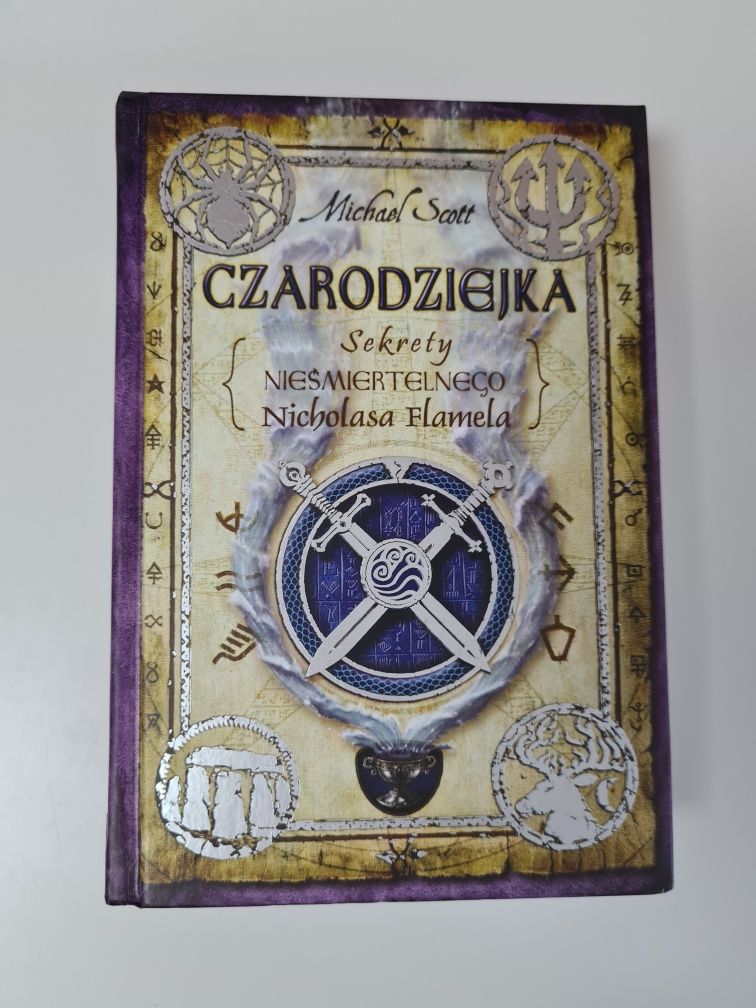 Michael Scott
CZARODZIEJKA
Sekrety
NIEŚMIERTELNEGO
Nicholasa Flamela